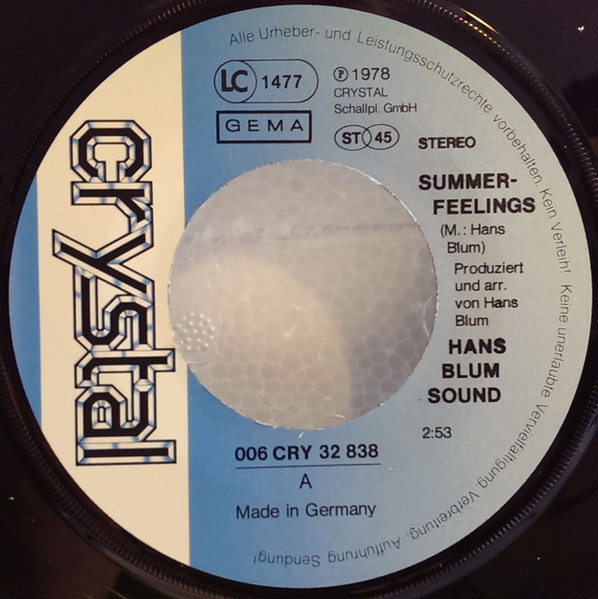 Alle Urheber- und Leistungsschutzrechte vorbehalten. Kein Verleih! Keine unerlaubte Vervielfältigung, Verbreitung, Aufführung, Sendung!
LC 1477
GEMA
℗ 1978
CRYSTAL
Schallpl. GmbH
ST 45
STEREO
crystal
SUMMER-
FEELINGS
(M.: Hans
Blum)
Produziert
und arr.
von Hans
Blum
HANS
BLUM
SOUND
2:53
006 CRY 32 838
A
Made in Germany